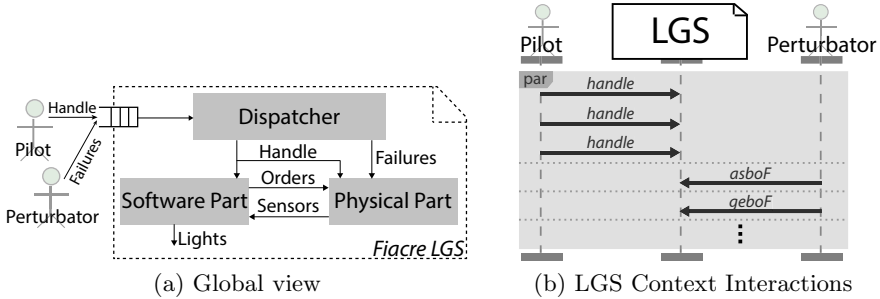 Handle
Pilot
Failures
Perturbator
Dispatcher
Handle
Failures
Software Part
Orders
Sensors
Physical Part
Lights
Fiacre LGS
(a) Global view
Pilot
LGS
Perturbator
par
handle
handle
handle
asboF
geboF
(b) LGS Context Interactions